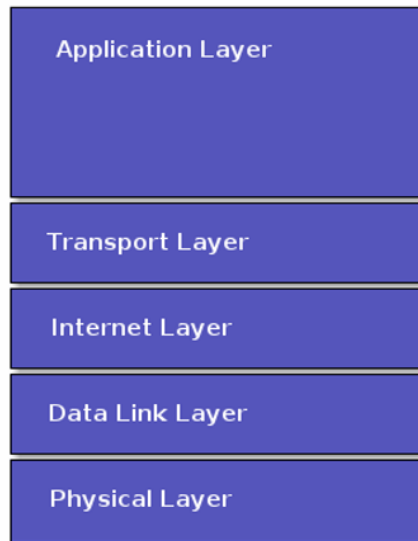 Application Layer
Transport Layer
Internet Layer
Data Link Layer
Physical Layer